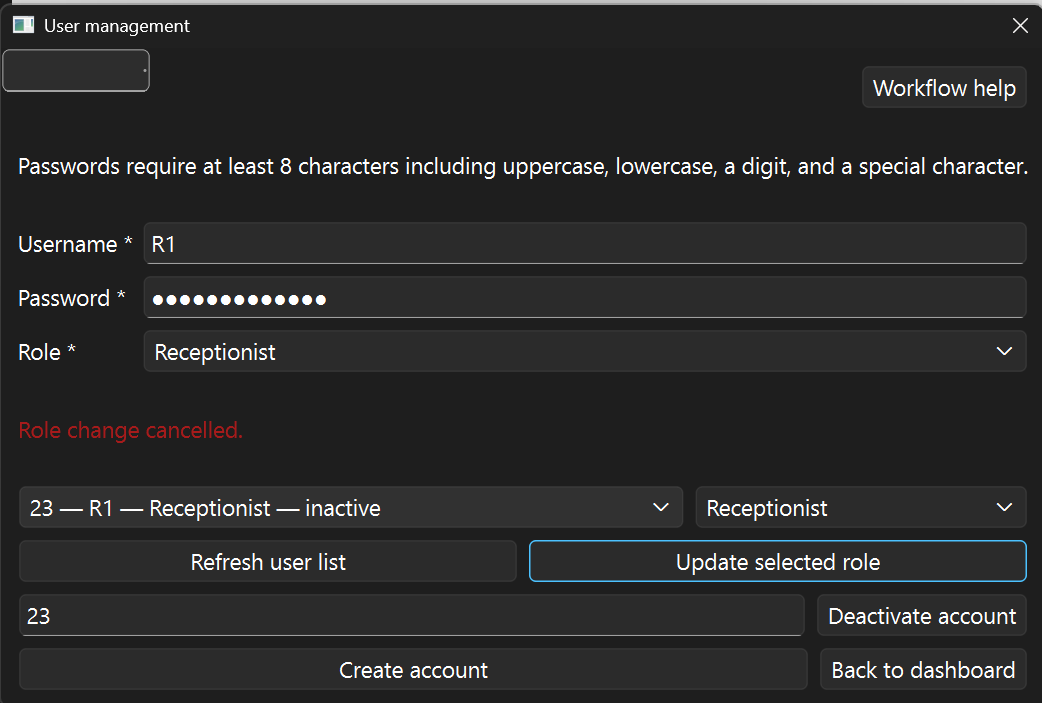 User management
Workflow help
Passwords require at least 8 characters including uppercase, lowercase, a digit, and a special character.
Username * R1
Password * ●●●●●●●●●●●●●
Role * Receptionist
Role change cancelled.
23 — R1 — Receptionist — inactive Receptionist
Refresh user list Update selected role
23 Deactivate account
Create account Back to dashboard